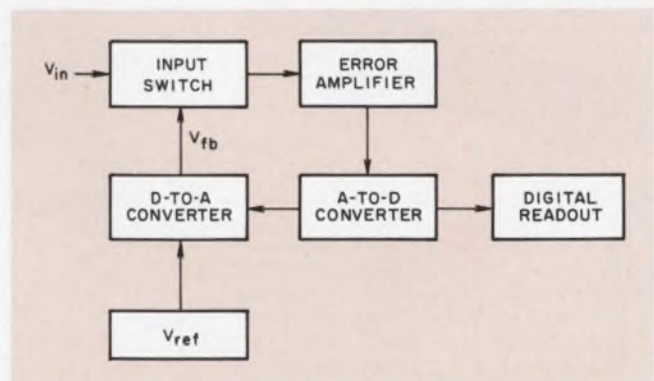 V_in
INPUT
SWITCH
ERROR
AMPLIFIER
V_fb
D-TO-A
CONVERTER
A-TO-D
CONVERTER
DIGITAL
READOUT
V_ref